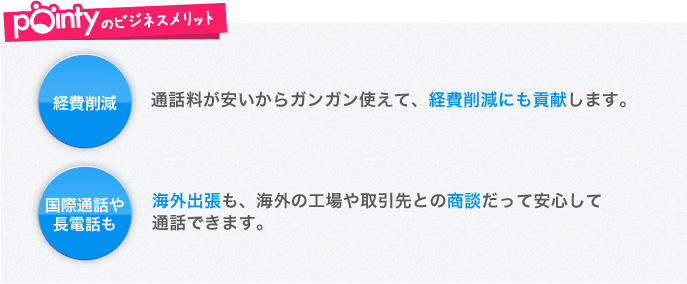 pointyのビジネスメリット
経費削減
通話料が安いからガンガン使えて、経費削減にも貢献します。
国際通話や
長電話も
海外出張も、海外の工場や取引先との商談だって安心して
通話できます。